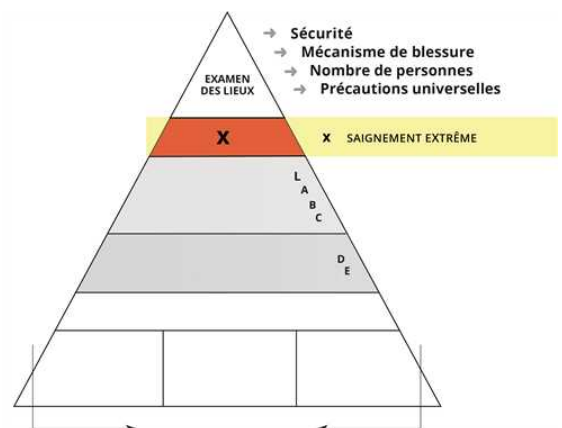 ➔ Sécurité
➔ Mécanisme de blessure
➔ Nombre de personnes
➔ Précautions universelles
EXAMEN
DES LIEUX
X
X SAIGNEMENT EXTRÊME
L
A
B
C
D
E